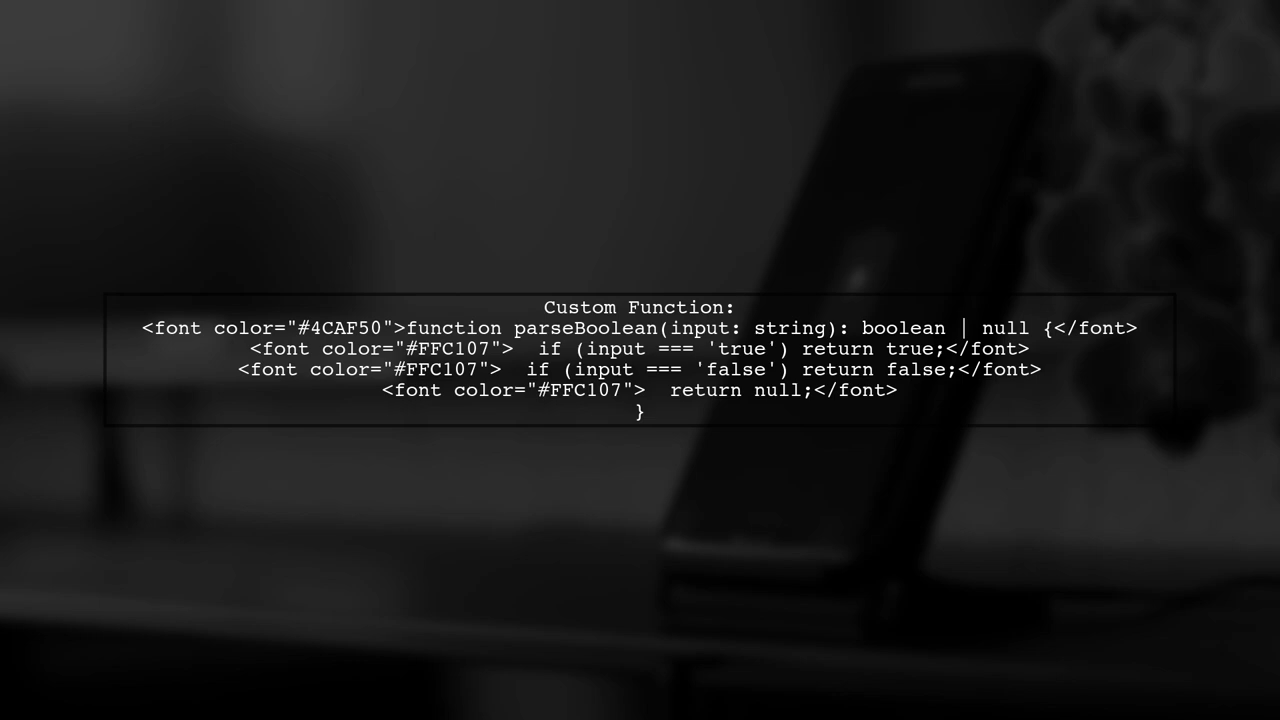 Custom Function:
<font color="#4CAF50">function parseBoolean(input: string): boolean | null {</font>
<font color="#FFC107">  if (input === 'true') return true;</font>
<font color="#FFC107">  if (input === 'false') return false;</font>
<font color="#FFC107">  return null;</font>
}